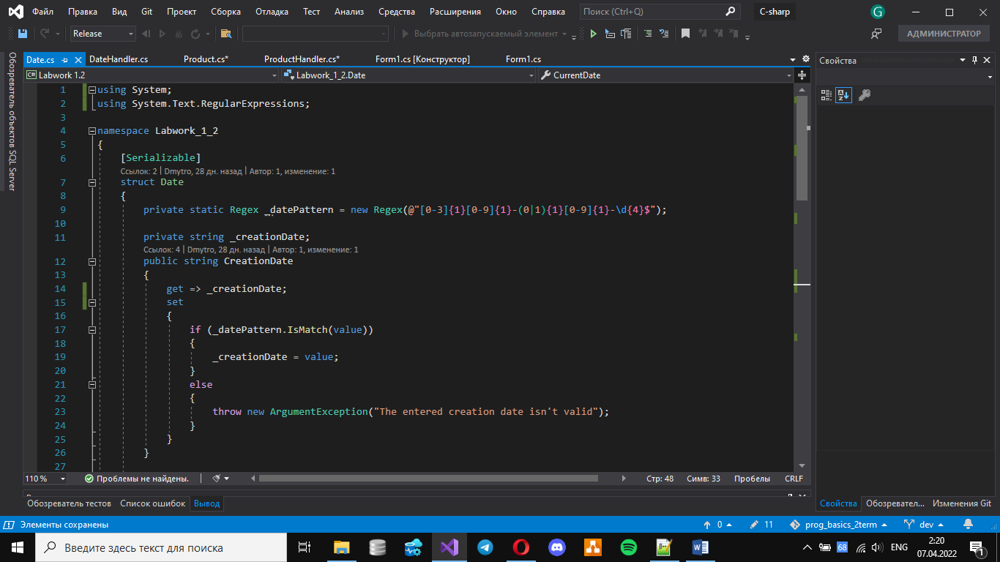 Файл Правка Вид Git Проект Сборка Отладка Тест Анализ Средства Расширения Окно Справка Поиск (Ctrl+Q) C-sharp G
Release Выбрать автозапускаемый элемент АДМИНИСТРАТОР
Обозреватель объектов SQL Server
Date.cs DateHandler.cs Product.cs* ProductHandler.cs* Form1.cs [Конструктор] Form1.cs
Свойства
C# Labwork 1.2 Labwork_1_2.Date CurrentDate
1 using System;
2 using System.Text.RegularExpressions;
3
4 namespace Labwork_1_2
5 {
6 [Serializable]
Ссылок: 2 | Dmytro, 28 дн. назад | Автор: 1, изменение: 1
7 struct Date
8 {
9 private static Regex _datePattern = new Regex(@"[0-3]{1}[0-9]{1}-(0|1){1}[0-9]{1}-\d{4}$");
10
11 private string _creationDate;
Ссылок: 4 | Dmytro, 28 дн. назад | Автор: 1, изменение: 1
12 public string CreationDate
13 {
14 get => _creationDate;
15 set
16 {
17 if (_datePattern.IsMatch(value))
18 {
19 _creationDate = value;
20 }
21 else
22 {
23 throw new ArgumentException("The entered creation date isn't valid");
24 }
25 }
26 }
27
110 % Проблемы не найдены. Стр: 48 Симв: 33 Пробелы CRLF
Обозреватель тестов Список ошибок Вывод
Свойства Обозревател... Изменения Git
Элементы сохранены 0 11 prog_basics_2term dev
Введите здесь текст для поиска
68 ENG 2:20
07.04.2022
1